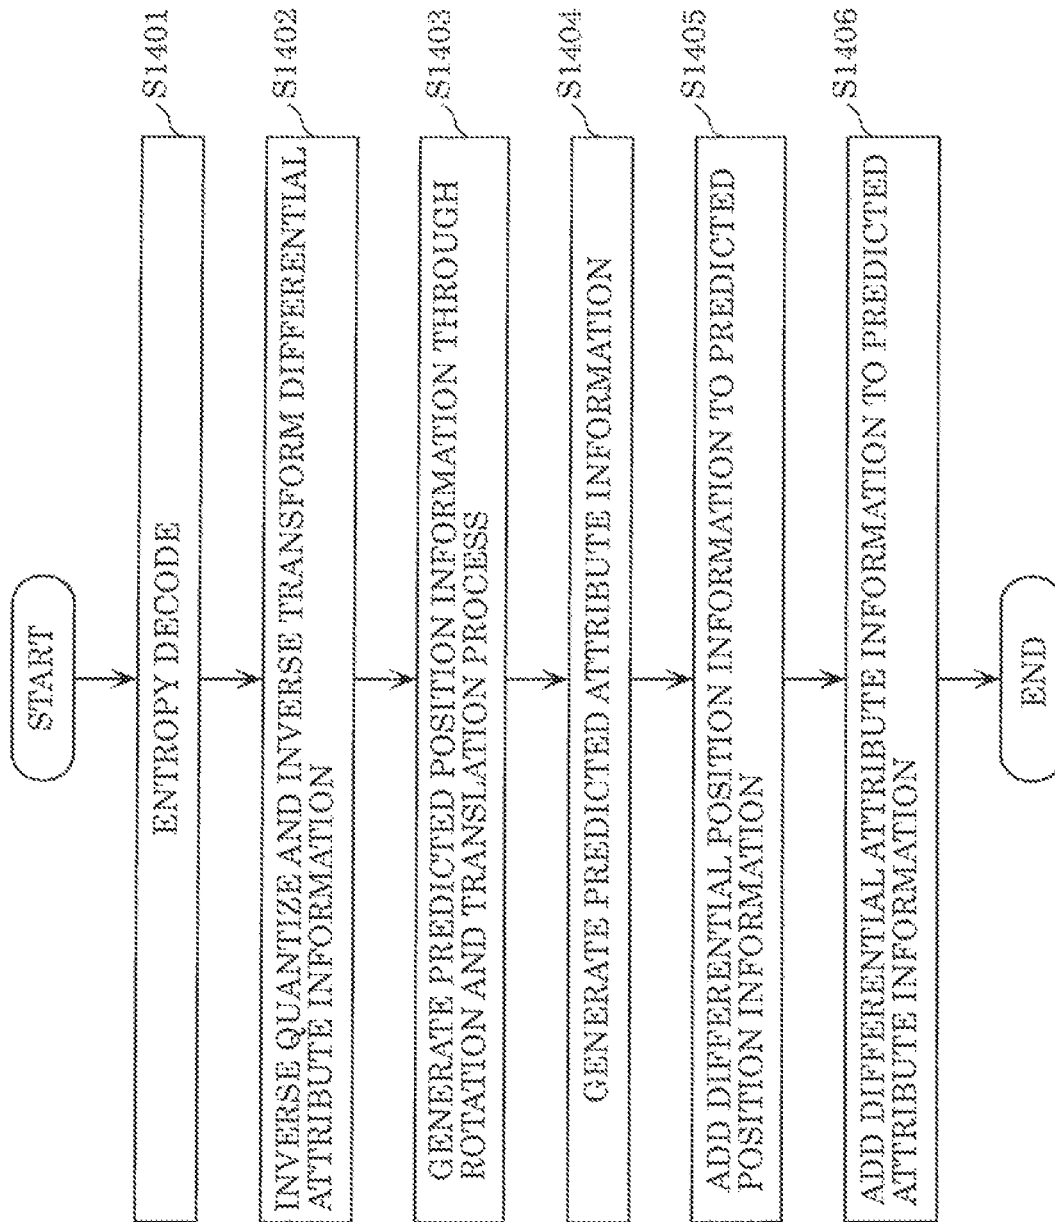 START
ENTROPY DECODE
S1401
INVERSE QUANTIZE AND INVERSE TRANSFORM DIFFERENTIAL
ATTRIBUTE INFORMATION
S1402
GENERATE PREDICTED POSITION INFORMATION THROUGH
ROTATION AND TRANSLATION PROCESS
S1403
GENERATE PREDICTED ATTRIBUTE INFORMATION
S1404
ADD DIFFERENTIAL POSITION INFORMATION TO PREDICTED
POSITION INFORMATION
S1405
ADD DIFFERENTIAL ATTRIBUTE INFORMATION TO PREDICTED
ATTRIBUTE INFORMATION
S1406
END